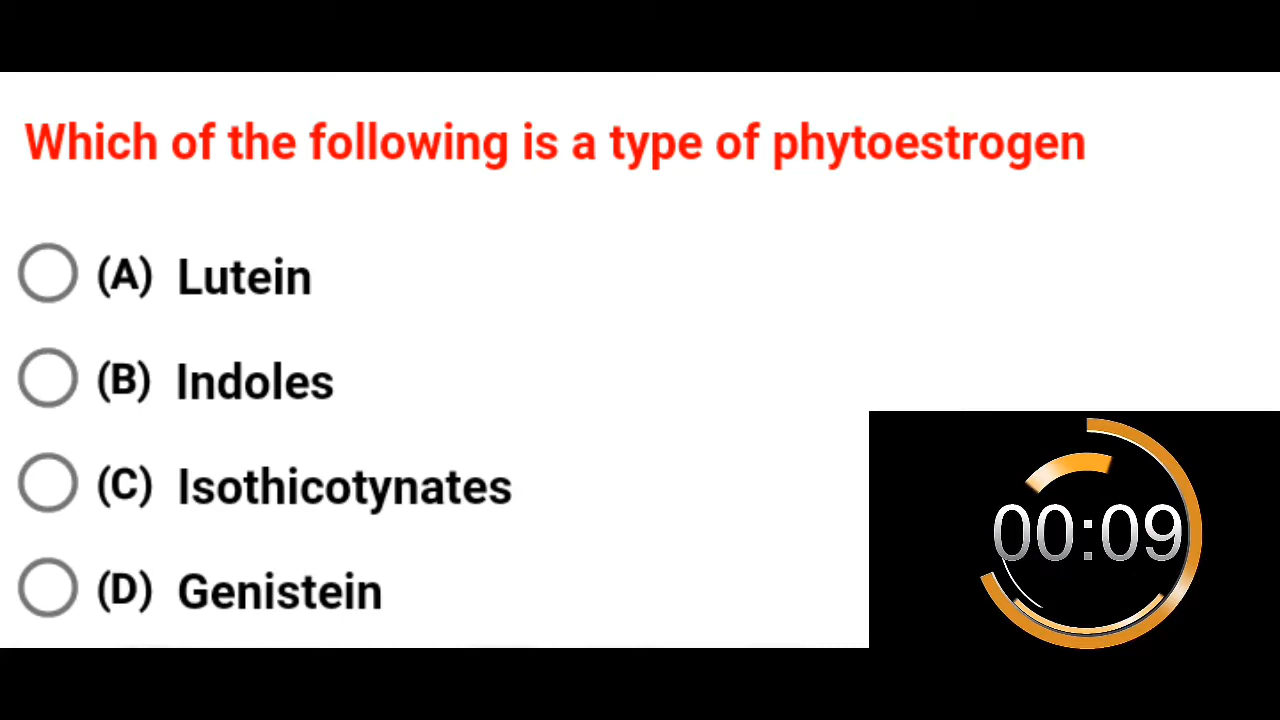 Which of the following is a type of phytoestrogen
(A) Lutein
(B) Indoles
(C) Isothicotynates
(D) Genistein
00:09